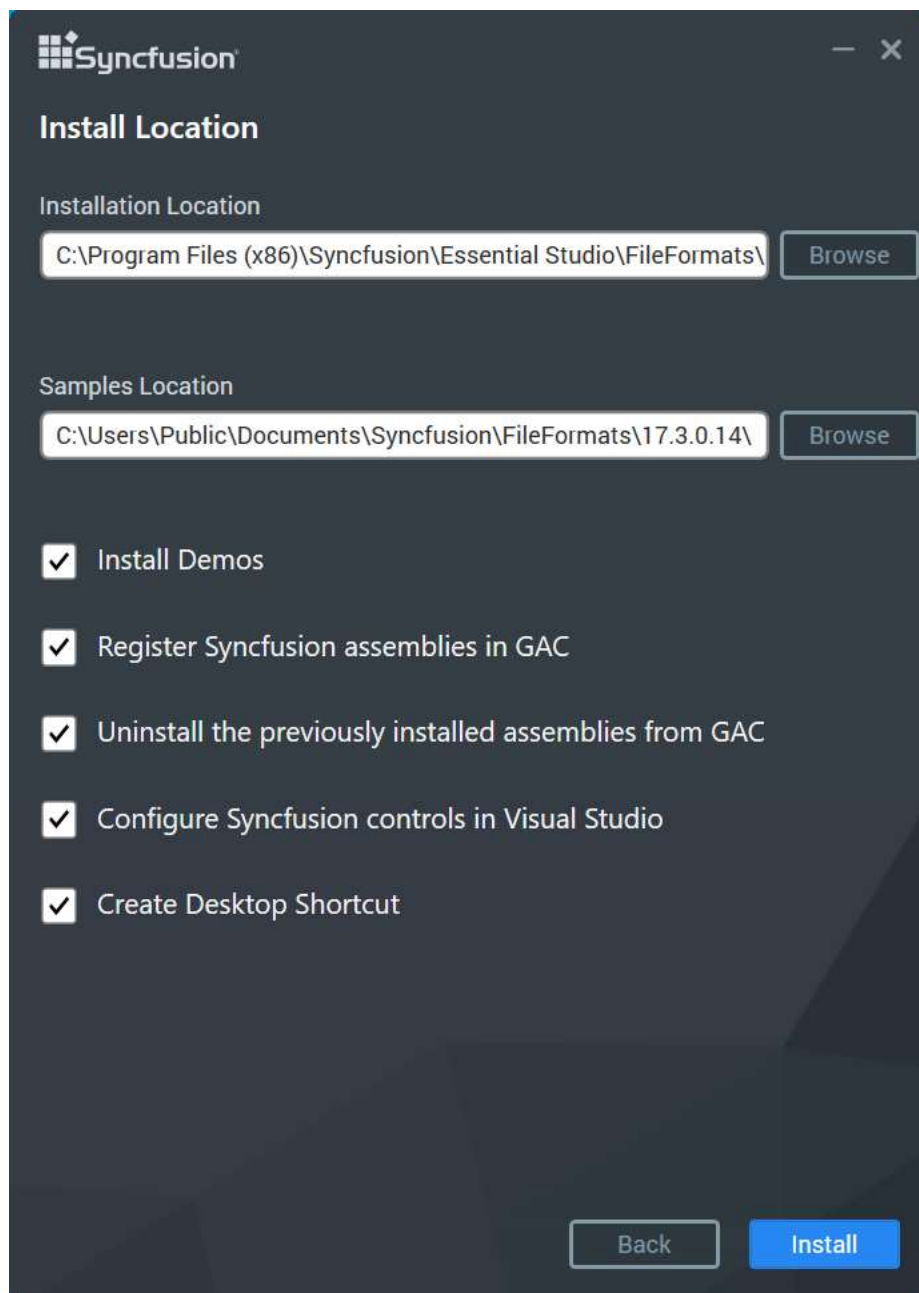 Syncfusion
Install Location
Installation Location
C:\Program Files (x86)\Syncfusion\Essential Studio\FileFormats\
Browse
Samples Location
C:\Users\Public\Documents\Syncfusion\FileFormats\17.3.0.14\
Browse
Install Demos
Register Syncfusion assemblies in GAC
Uninstall the previously installed assemblies from GAC
Configure Syncfusion controls in Visual Studio
Create Desktop Shortcut
Back
Install